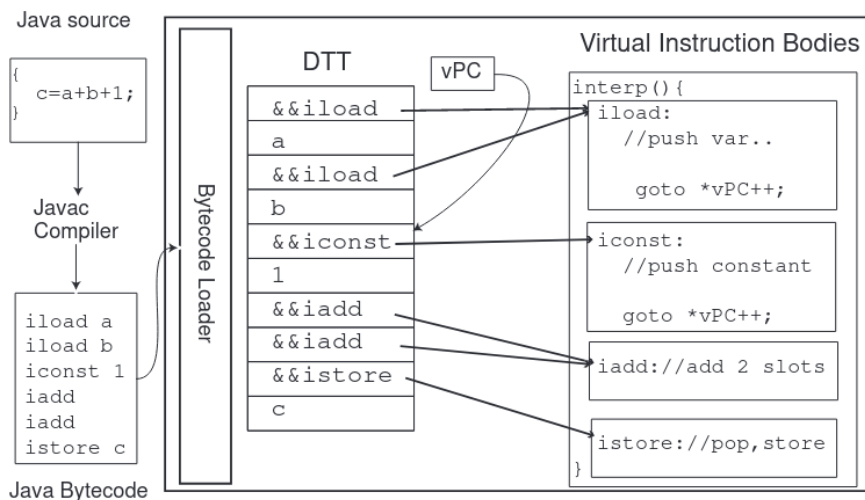 Java source
{
c=a+b+1;
}
Javac
Compiler
iload a
iload b
iconst 1
iadd
iadd
istore c
Java Bytecode
Bytecode Loader
DTT
&&iload
a
&&iload
b
&&iconst
1
&&iadd
&&iadd
&&istore
c
vPC
Virtual Instruction Bodies
interp(){
iload:
//push var..
goto *vPC++;
iconst:
//push constant
goto *vPC++;
iadd://add 2 slots
istore://pop,store
}